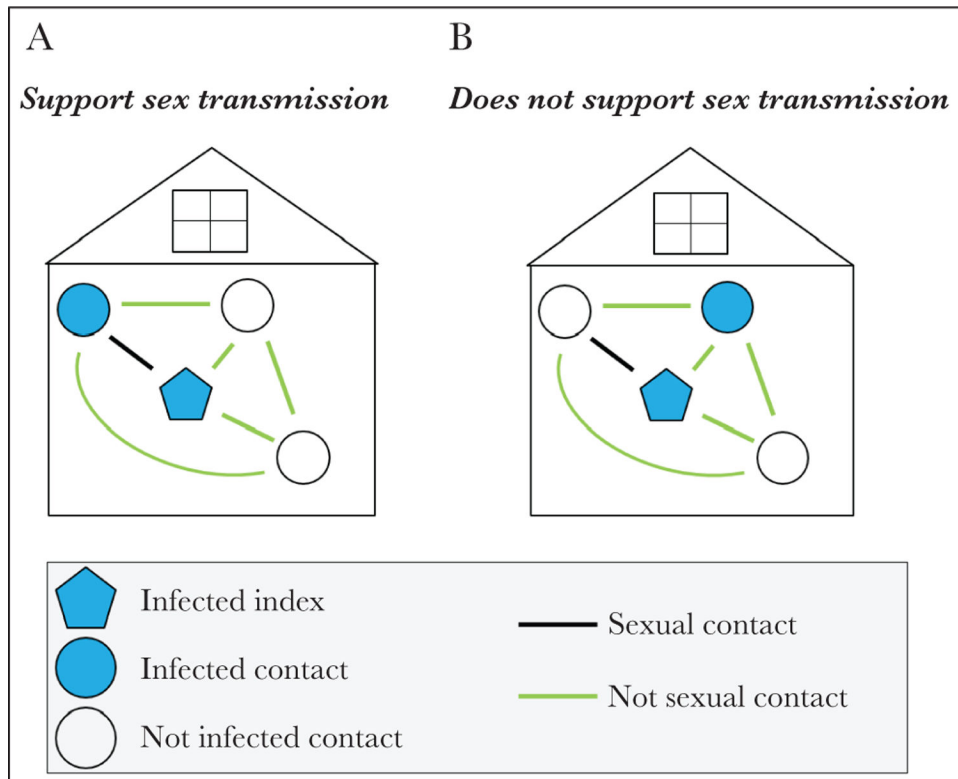 A
B
Support sex transmission
Does not support sex transmission
Infected index
Infected contact
Not infected contact
Sexual contact
Not sexual contact